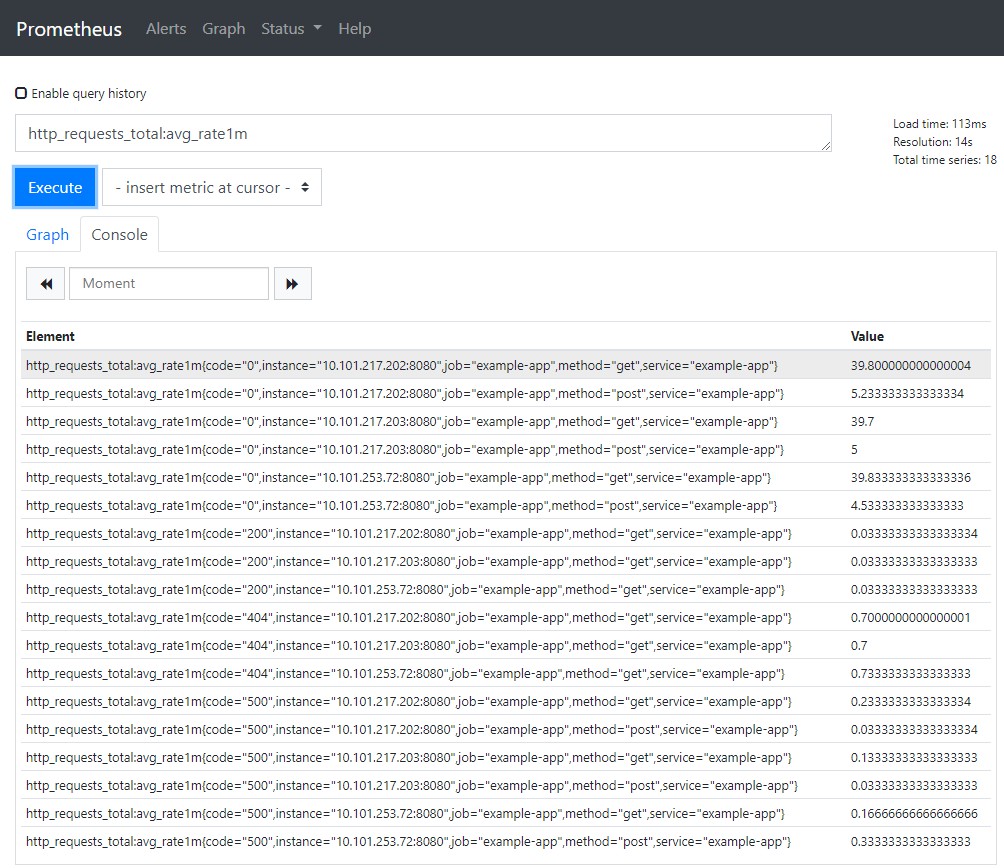 Prometheus Alerts Graph Status Help
Enable query history
http_requests_total:avg_rate1m
Load time: 113ms
Resolution: 14s
Total time series: 18
Execute - insert metric at cursor -
Graph Console
Moment
Element Value
http_requests_total:avg_rate1m{code="0",instance="10.101.217.202:8080",job="example-app",method="get",service="example-app"} 39.800000000000004
http_requests_total:avg_rate1m{code="0",instance="10.101.217.202:8080",job="example-app",method="post",service="example-app"} 5.233333333333334
http_requests_total:avg_rate1m{code="0",instance="10.101.217.203:8080",job="example-app",method="get",service="example-app"} 39.7
http_requests_total:avg_rate1m{code="0",instance="10.101.217.203:8080",job="example-app",method="post",service="example-app"} 5
http_requests_total:avg_rate1m{code="0",instance="10.101.253.72:8080",job="example-app",method="get",service="example-app"} 39.833333333333336
http_requests_total:avg_rate1m{code="0",instance="10.101.253.72:8080",job="example-app",method="post",service="example-app"} 4.533333333333333
http_requests_total:avg_rate1m{code="200",instance="10.101.217.202:8080",job="example-app",method="get",service="example-app"} 0.03333333333333334
http_requests_total:avg_rate1m{code="200",instance="10.101.217.203:8080",job="example-app",method="get",service="example-app"} 0.03333333333333333
http_requests_total:avg_rate1m{code="200",instance="10.101.253.72:8080",job="example-app",method="get",service="example-app"} 0.03333333333333333
http_requests_total:avg_rate1m{code="404",instance="10.101.217.202:8080",job="example-app",method="get",service="example-app"} 0.7000000000000001
http_requests_total:avg_rate1m{code="404",instance="10.101.217.203:8080",job="example-app",method="get",service="example-app"} 0.7
http_requests_total:avg_rate1m{code="404",instance="10.101.253.72:8080",job="example-app",method="get",service="example-app"} 0.7333333333333333
http_requests_total:avg_rate1m{code="500",instance="10.101.217.202:8080",job="example-app",method="get",service="example-app"} 0.2333333333333334
http_requests_total:avg_rate1m{code="500",instance="10.101.217.202:8080",job="example-app",method="post",service="example-app"} 0.03333333333333334
http_requests_total:avg_rate1m{code="500",instance="10.101.217.203:8080",job="example-app",method="get",service="example-app"} 0.13333333333333333
http_requests_total:avg_rate1m{code="500",instance="10.101.217.203:8080",job="example-app",method="post",service="example-app"} 0.03333333333333333
http_requests_total:avg_rate1m{code="500",instance="10.101.253.72:8080",job="example-app",method="get",service="example-app"} 0.16666666666666666
http_requests_total:avg_rate1m{code="500",instance="10.101.253.72:8080",job="example-app",method="post",service="example-app"} 0.3333333333333333